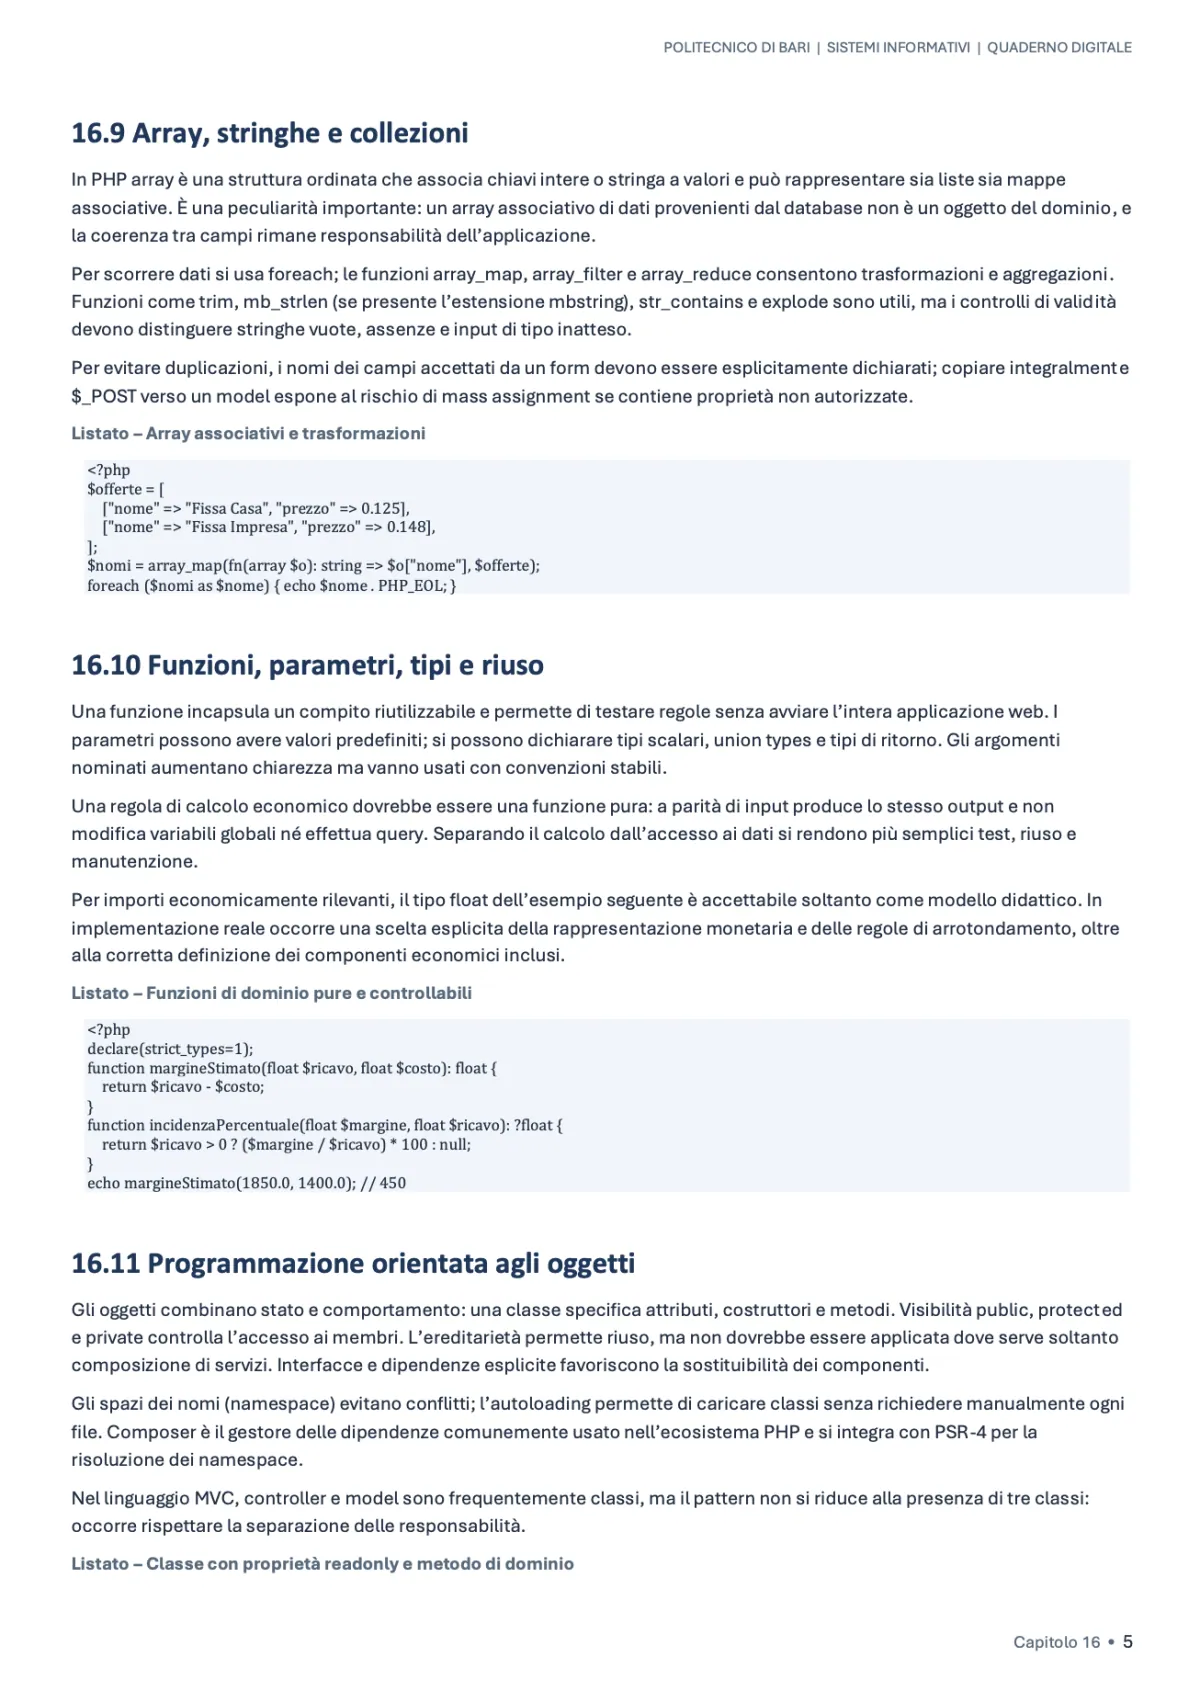 POLITECNICO DI BARI | SISTEMI INFORMATIVI | QUADERNO DIGITALE
16.9 Array, stringhe e collezioni
In PHP array è una struttura ordinata che associa chiavi intere o stringa a valori e può rappresentare sia liste sia mappe
associative. È una peculiarità importante: un array associativo di dati provenienti dal database non è un oggetto del dominio, e
la coerenza tra campi rimane responsabilità dell’applicazione.
Per scorrere dati si usa foreach; le funzioni array_map, array_filter e array_reduce consentono trasformazioni e aggregazioni.
Funzioni come trim, mb_strlen (se presente l’estensione mbstring), str_contains e explode sono utili, ma i controlli di validità
devono distinguere stringhe vuote, assenze e input di tipo inatteso.
Per evitare duplicazioni, i nomi dei campi accettati da un form devono essere esplicitamente dichiarati; copiare integralmente
$_POST verso un model espone al rischio di mass assignment se contiene proprietà non autorizzate.
Listato – Array associativi e trasformazioni
<?php
$offerte = [
    ["nome" => "Fissa Casa", "prezzo" => 0.125],
    ["nome" => "Fissa Impresa", "prezzo" => 0.148],
];
$nomi = array_map(fn(array $o): string => $o["nome"], $offerte);
foreach ($nomi as $nome) { echo $nome . PHP_EOL; }
16.10 Funzioni, parametri, tipi e riuso
Una funzione incapsula un compito riutilizzabile e permette di testare regole senza avviare l’intera applicazione web. I
parametri possono avere valori predefiniti; si possono dichiarare tipi scalari, union types e tipi di ritorno. Gli argomenti
nominati aumentano chiarezza ma vanno usati con convenzioni stabili.
Una regola di calcolo economico dovrebbe essere una funzione pura: a parità di input produce lo stesso output e non
modifica variabili globali né effettua query. Separando il calcolo dall’accesso ai dati si rendono più semplici test, riuso e
manutenzione.
Per importi economicamente rilevanti, il tipo float dell’esempio seguente è accettabile soltanto come modello didattico. In
implementazione reale occorre una scelta esplicita della rappresentazione monetaria e delle regole di arrotondamento, oltre
alla corretta definizione dei componenti economici inclusi.
Listato – Funzioni di dominio pure e controllabili
<?php
declare(strict_types=1);
function margineStimato(float $ricavo, float $costo): float {
    return $ricavo - $costo;
}
function incidenzaPercentuale(float $margine, float $ricavo): ?float {
    return $ricavo > 0 ? ($margine / $ricavo) * 100 : null;
}
echo margineStimato(1850.0, 1400.0); // 450
16.11 Programmazione orientata agli oggetti
Gli oggetti combinano stato e comportamento: una classe specifica attributi, costruttori e metodi. Visibilità public, protected
e private controlla l’accesso ai membri. L’ereditarietà permette riuso, ma non dovrebbe essere applicata dove serve soltanto
composizione di servizi. Interfacce e dipendenze esplicite favoriscono la sostituibilità dei componenti.
Gli spazi dei nomi (namespace) evitano conflitti; l’autoloading permette di caricare classi senza richiedere manualmente ogni
file. Composer è il gestore delle dipendenze comunemente usato nell’ecosistema PHP e si integra con PSR-4 per la
risoluzione dei namespace.
Nel linguaggio MVC, controller e model sono frequentemente classi, ma il pattern non si riduce alla presenza di tre classi:
occorre rispettare la separazione delle responsabilità.
Listato – Classe con proprietà readonly e metodo di dominio
Capitolo 16 • 5